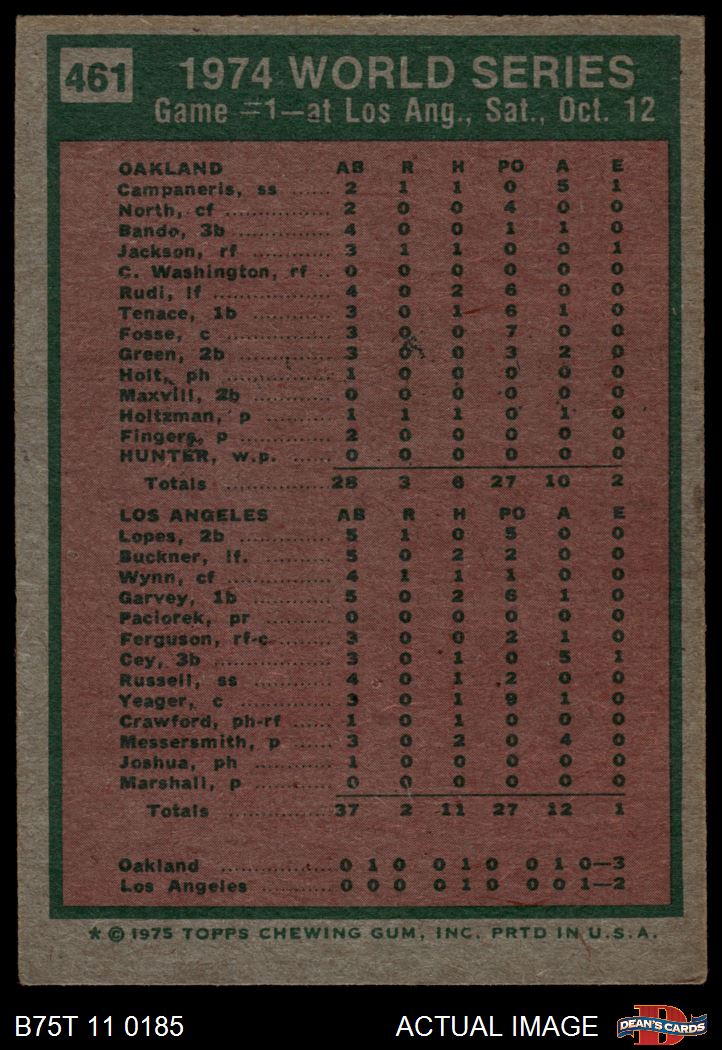 461 1974 WORLD SERIES
Game #1—at Los Ang., Sat., Oct. 12
OAKLAND AB R H PO A E
Campaneris, ss ...... 2 1 1 0 5 1
North, cf ............... 2 0 0 4 0 0
Bando, 3b ............ 4 0 0 1 1 0
Jackson, rf ............ 3 1 1 0 0 1
C. Washington, rf .. 0 0 0 0 0 0
Rudi, lf .................. 4 0 2 6 0 0
Tenace, 1b ............ 3 0 1 6 1 0
Fosse, c ............... 3 0 0 7 0 0
Green, 2b ............ 3 0 0 3 2 0
Holt, ph ............... 1 0 0 0 0 0
Maxvill, 2b ............ 0 0 0 0 0 0
Holtzman, p ......... 1 1 1 0 1 0
Fingers, p ............ 2 0 0 0 0 0
HUNTER, w.p. ...... 0 0 0 0 0 0
Totals ............... 28 3 6 27 10 2
LOS ANGELES AB R H PO A E
Lopes, 2b ............ 5 1 0 5 0 0
Buckner, lf. ......... 5 0 2 2 0 0
Wynn, cf ............... 4 1 1 1 0 0
Garvey, 1b ............ 5 0 2 6 1 0
Paciorek, pr ......... 0 0 0 0 0 0
Ferguson, rf-c ...... 3 0 0 2 1 0
Cey, 3b ............... 3 0 1 0 5 1
Russell, ss ............ 4 0 1 2 0 0
Yeager, c ............ 3 0 1 9 1 0
Crawford, ph-rf ...... 1 0 1 0 0 0
Messersmith, p ...... 3 0 2 0 4 0
Joshua, ph ............ 1 0 0 0 0 0
Marshall, p ............ 0 0 0 0 0 0
Totals ............... 37 2 11 27 12 1
Oakland ............... 0 1 0 0 1 0 0 1 0—3
Los Angeles ............ 0 0 0 0 1 0 0 0 1—2
* © 1975 TOPPS CHEWING GUM, INC. PRTD IN U.S.A.
B75T 11 0185 ACTUAL IMAGE D DEAN'S CARDS